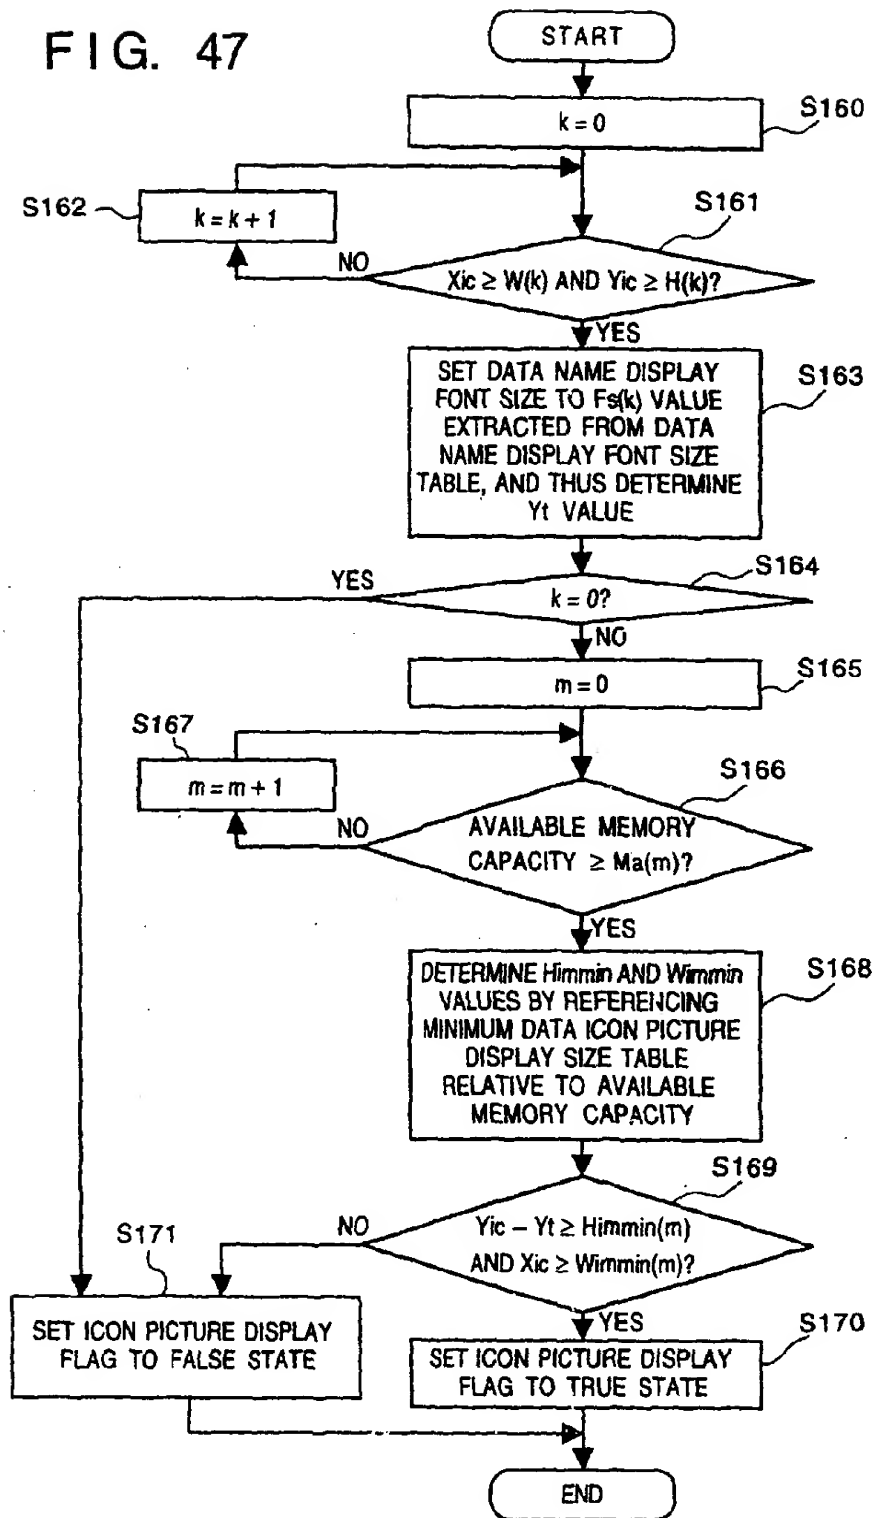 FIG. 47
START
k = 0
S160
S162
k = k + 1
S161
NO
Xic ≥ W(k) AND Yic ≥ H(k)?
YES
SET DATA NAME DISPLAY
FONT SIZE TO Fs(k) VALUE
EXTRACTED FROM DATA
NAME DISPLAY FONT SIZE
TABLE, AND THUS DETERMINE
Yt VALUE
S163
S164
YES
k = 0?
NO
S165
m = 0
S167
m = m + 1
S166
NO
AVAILABLE MEMORY
CAPACITY ≥ Ma(m)?
YES
DETERMINE Himmin AND Wimmin
VALUES BY REFERENCING
MINIMUM DATA ICON PICTURE
DISPLAY SIZE TABLE
RELATIVE TO AVAILABLE
MEMORY CAPACITY
S168
S169
NO
Yic – Yt ≥ Himmin(m)
AND Xic ≥ Wimmin(m)?
YES
S171
SET ICON PICTURE DISPLAY
FLAG TO FALSE STATE
S170
SET ICON PICTURE DISPLAY
FLAG TO TRUE STATE
END